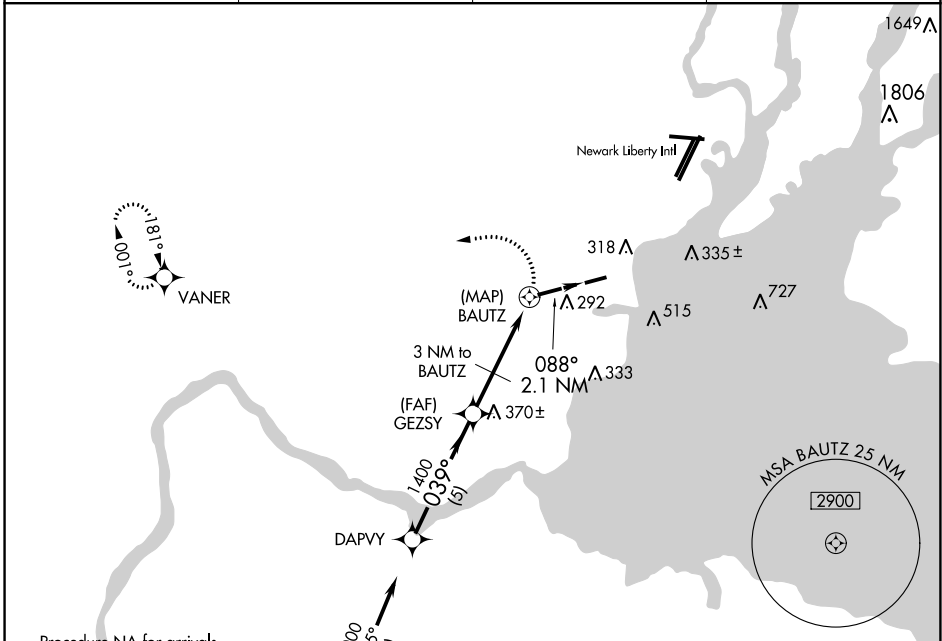 1649
1806
Newark Liberty Intl
181°
001°
VANER
318
335±
(MAP)
BAUTZ
292
515
727
3 NM to
BAUTZ
088°
2.1 NM
333
(FAF)
GEZSY
370±
1400
039°
(5)
MSA BAUTZ 25 NM
2900
DAPVY
Procedure NA for arrivals